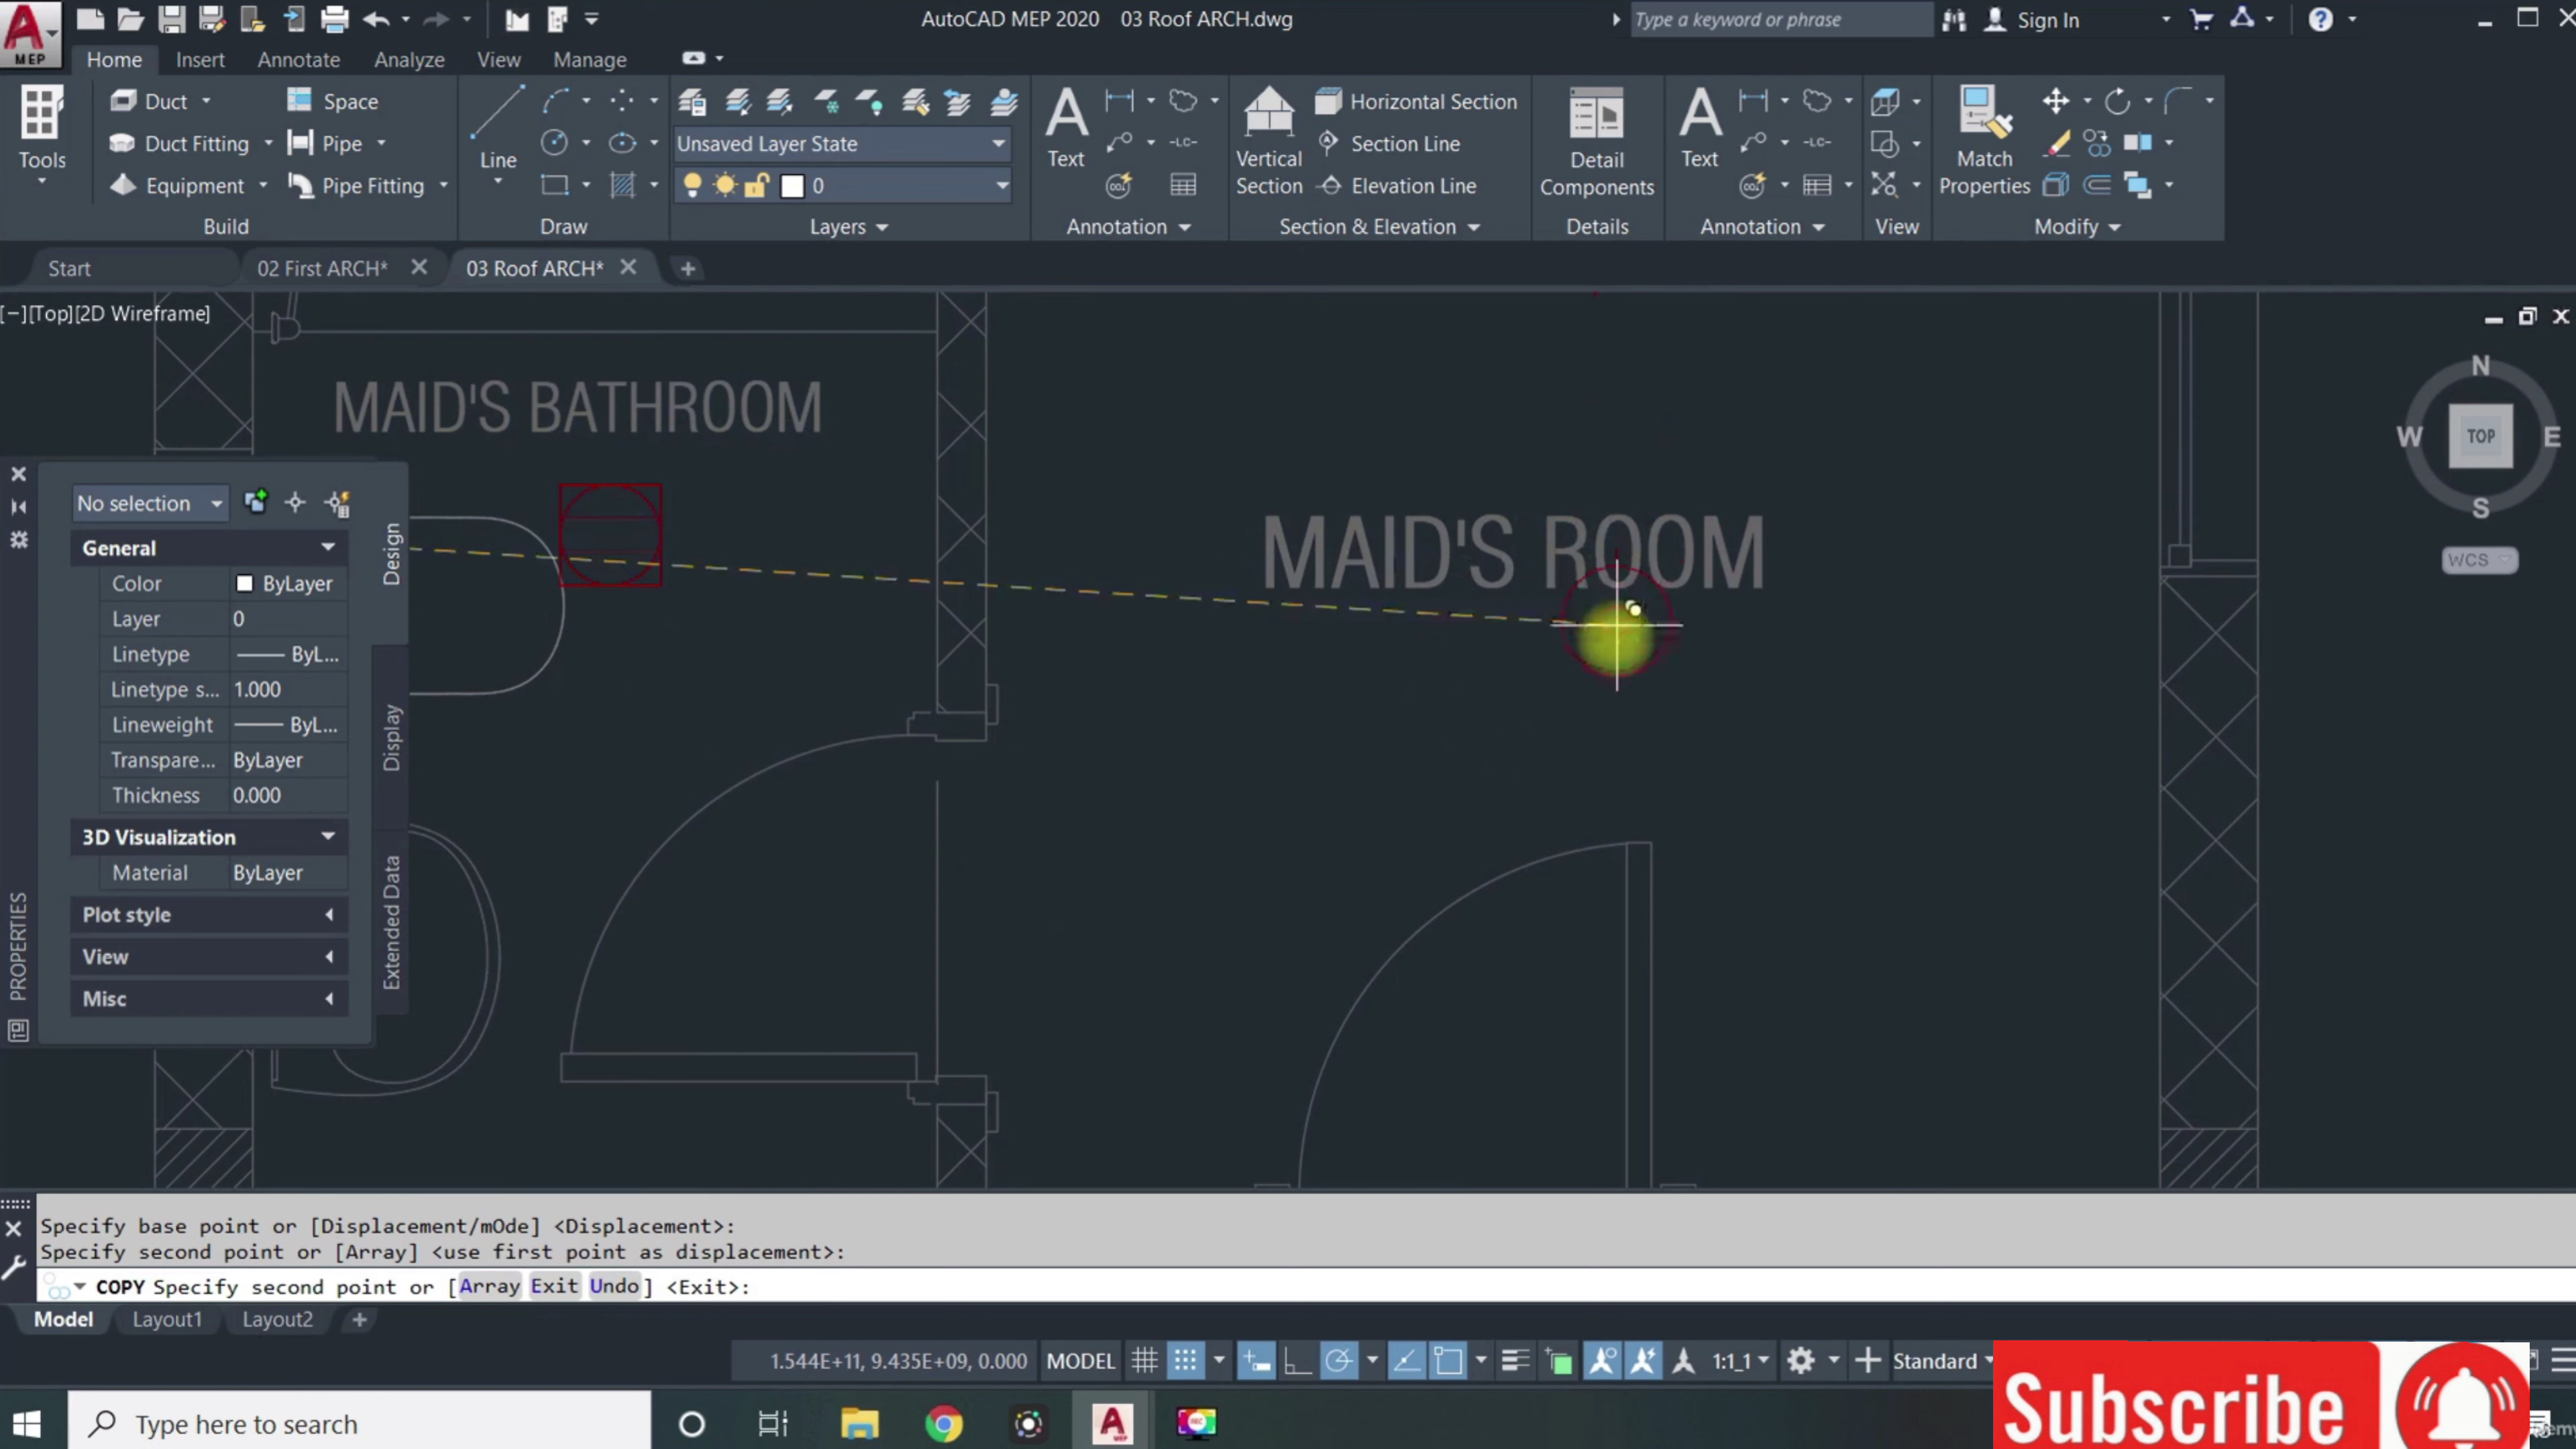 AutoCAD MEP 2020 03 Roof ARCH.dwg
Type a keyword or phrase
Sign In
MEP
Home Insert Annotate Analyze View Manage
Tools
Duct
Space
Duct Fitting
Pipe
Equipment
Pipe Fitting
Build
Line
Draw
Unsaved Layer State
0
Layers
Text
-LC-
Annotation
Vertical Section
Horizontal Section
Section Line
Elevation Line
Section & Elevation
Detail Components
Details
Text
-LC-
Annotation
View
Match Properties
Modify
Start 02 First ARCH* 03 Roof ARCH*
[−][Top][2D Wireframe]
MAID'S BATHROOM
MAID'S ROOM
N
W TOP E
S
WCS
No selection
General
Color ByLayer
Layer 0
Linetype ByL...
Linetype s... 1.000
Lineweight ByL...
Transpare... ByLayer
Thickness 0.000
3D Visualization
Material ByLayer
Plot style
View
Misc
Design
Display
Extended Data
PROPERTIES
Specify base point or [Displacement/mOde] <Displacement>:
Specify second point or [Array] <use first point as displacement>:
COPY Specify second point or [Array Exit Undo] <Exit>:
Model Layout1 Layout2
1.544E+11, 9.435E+09, 0.000 MODEL 1:1_1 Standard
Type here to search
Subscribe